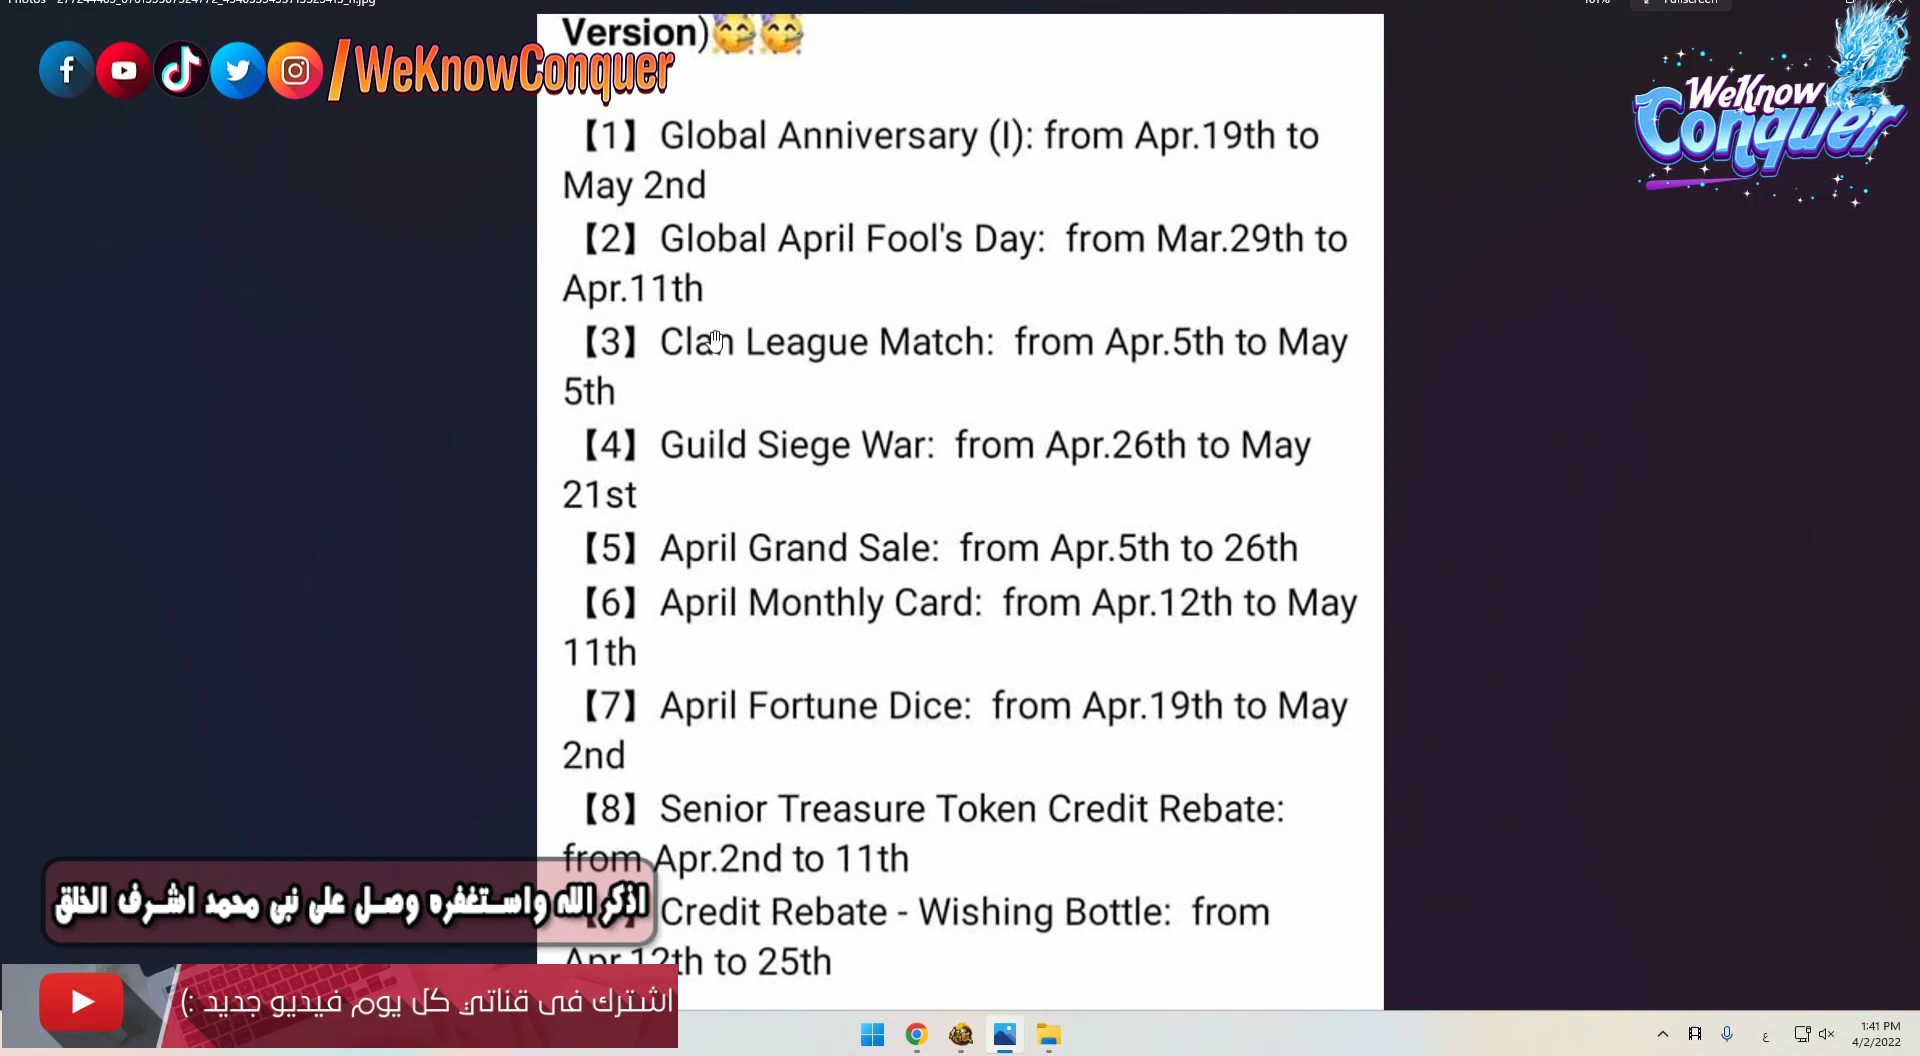 Fullscreen
Version)
/WeKnowConquer
WeKnow
Conquer
【1】 Global Anniversary (I): from Apr.19th to
May 2nd
【2】 Global April Fool's Day: from Mar.29th to
Apr.11th
【3】 Clan League Match: from Apr.5th to May
5th
【4】 Guild Siege War: from Apr.26th to May
21st
【5】 April Grand Sale: from Apr.5th to 26th
【6】 April Monthly Card: from Apr.12th to May
11th
【7】 April Fortune Dice: from Apr.19th to May
2nd
【8】 Senior Treasure Token Credit Rebate:
from Apr.2nd to 11th
اذكر الله واستغفره وصل على نبى محمد اشرف الخلق
Credit Rebate - Wishing Bottle: from
Apr.12th to 25th
اشترك فى قناتي كل يوم فيديو جديد :)
ع
1:41 PM
4/2/2022